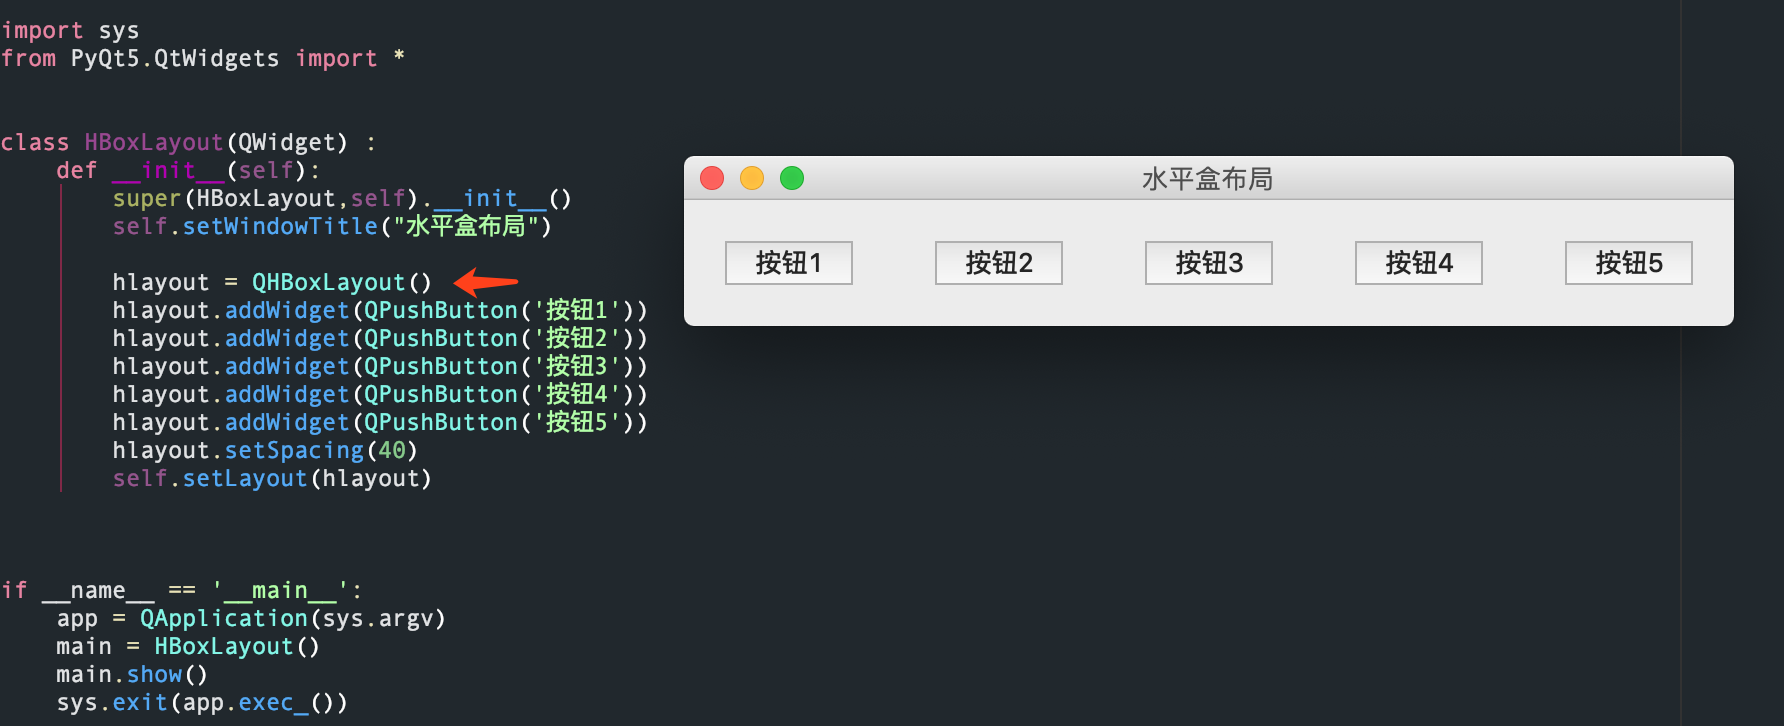 import sys
from PyQt5.QtWidgets import *
class HBoxLayout(QWidget) :
def __init__(self):
super(HBoxLayout,self).__init__()
self.setWindowTitle("水平盒布局")
hlayout = QHBoxLayout()
hlayout.addWidget(QPushButton('按钮1'))
hlayout.addWidget(QPushButton('按钮2'))
hlayout.addWidget(QPushButton('按钮3'))
hlayout.addWidget(QPushButton('按钮4'))
hlayout.addWidget(QPushButton('按钮5'))
hlayout.setSpacing(40)
self.setLayout(hlayout)
if __name__ == '__main__':
app = QApplication(sys.argv)
main = HBoxLayout()
main.show()
sys.exit(app.exec_())
水平盒布局
按钮1 按钮2 按钮3 按钮4 按钮5